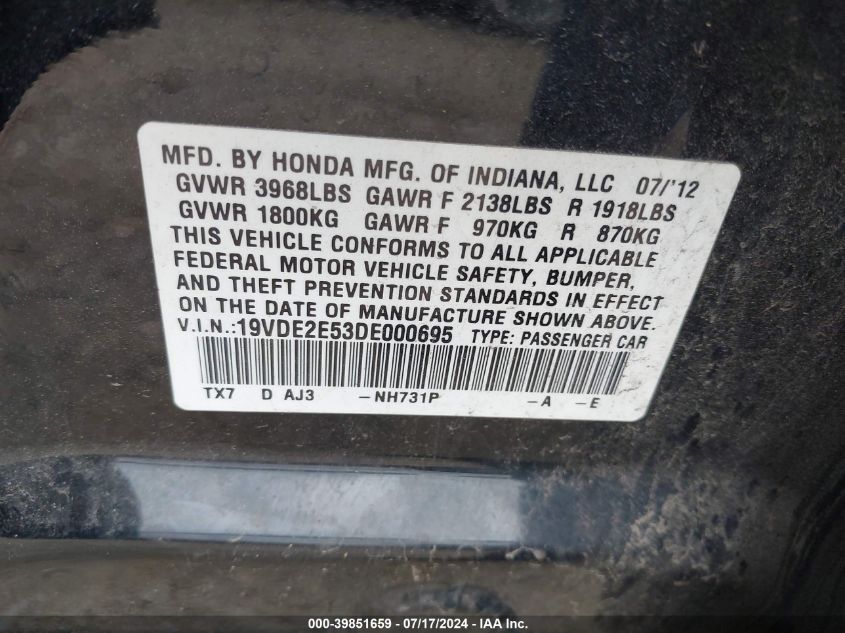 MFD. BY HONDA MFG. OF INDIANA, LLC 07/'12
GVWR 3968LBS GAWR F 2138LBS R 1918LBS
GVWR 1800KG GAWR F 970KG R 870KG
THIS VEHICLE CONFORMS TO ALL APPLICABLE
FEDERAL MOTOR VEHICLE SAFETY, BUMPER,
AND THEFT PREVENTION STANDARDS IN EFFECT
ON THE DATE OF MANUFACTURE SHOWN ABOVE.
V.I.N.:19VDE2E53DE000695 TYPE: PASSENGER CAR
TX7 D AJ3 -NH731P -A -E
000-39851659 - 07/17/2024 - IAAI.COM